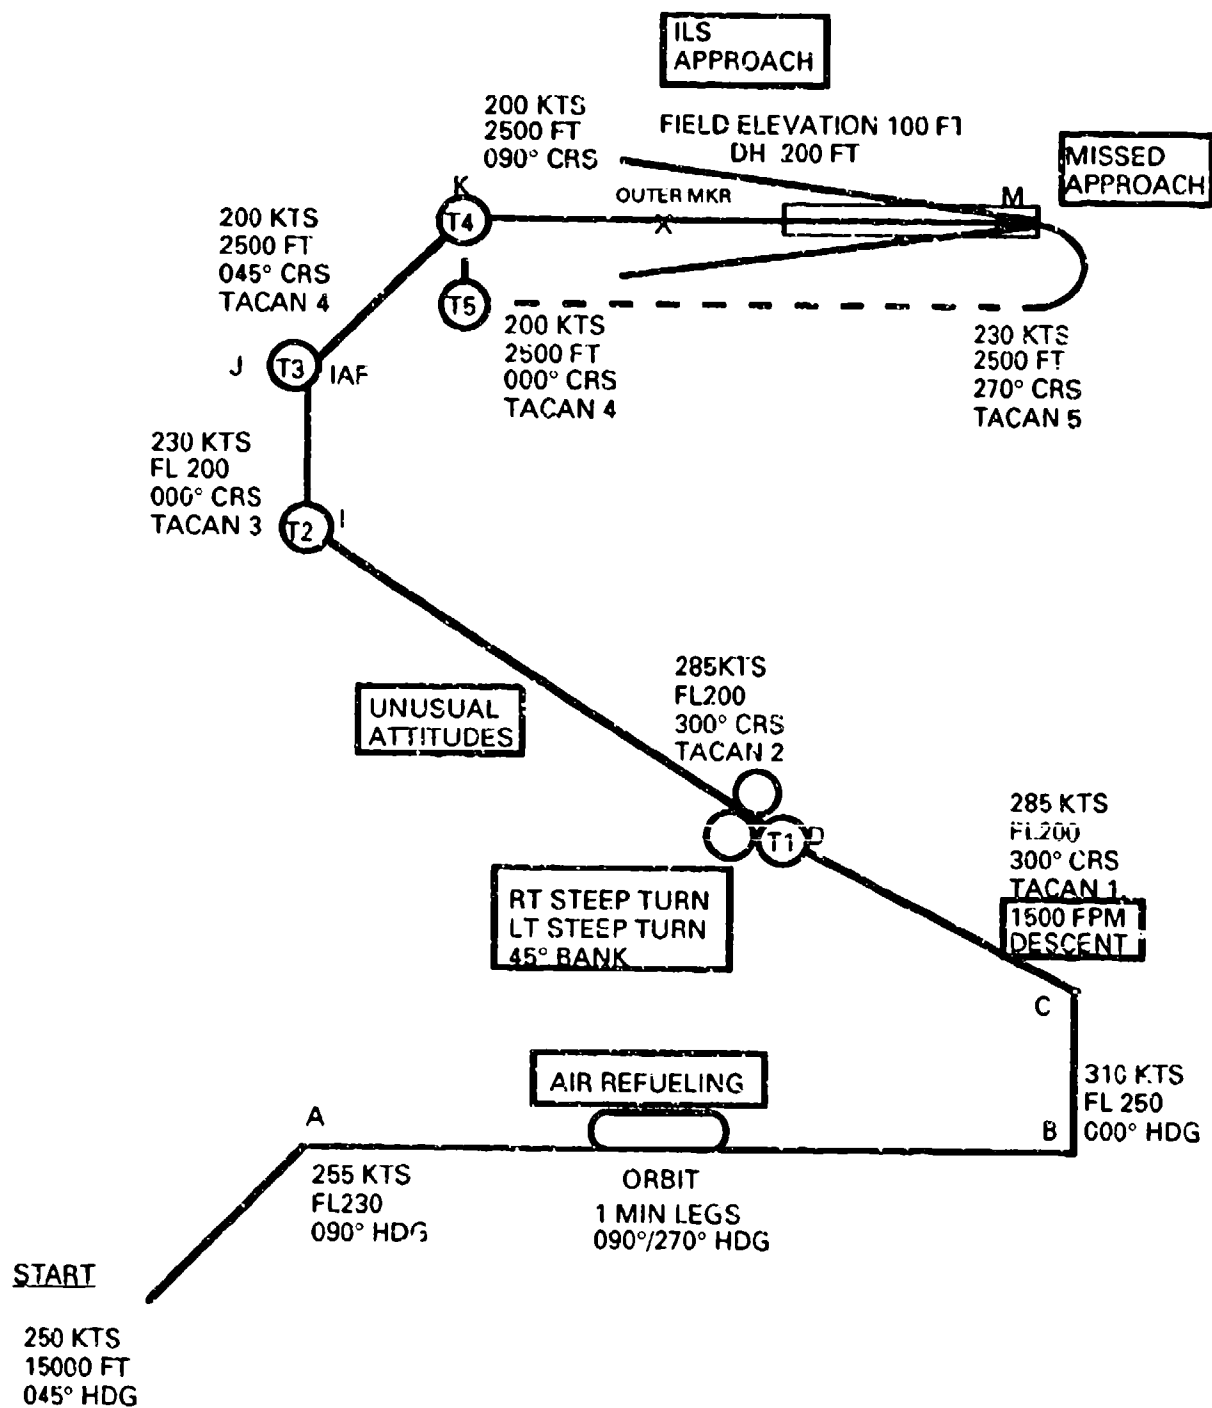 ILS
APPROACH
200 KTS
2500 FT
090° CRS
FIELD ELEVATION 100 FT
DH 200 FT
MISSED
APPROACH
K
T4
OUTER MKR
X
M
200 KTS
2500 FT
045° CRS
TACAN 4
T5
200 KTS
2500 FT
000° CRS
TACAN 4
230 KTS
2500 FT
270° CRS
TACAN 5
J
T3
IAF
230 KTS
FL 200
000° CRS
TACAN 3
T2
I
UNUSUAL
ATTITUDES
285KTS
FL200
300° CRS
TACAN 2
T1
D
285 KTS
FL200
300° CRS
TACAN 1
1500 FPM
DESCENT
RT STEEP TURN
LT STEEP TURN
45° BANK
C
AIR REFUELING
310 KTS
FL 250
000° HDG
A
B
255 KTS
FL230
090° HDG
ORBIT
1 MIN LEGS
090°/270° HDG
START
250 KTS
15000 FT
045° HDG